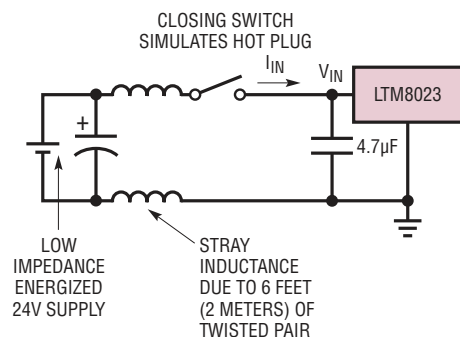 CLOSING SWITCH
SIMULATES HOT PLUG
IIN
VIN
LTM8023
+
4.7µF
LOW
IMPEDANCE
ENERGIZED
24V SUPPLY
STRAY
INDUCTANCE
DUE TO 6 FEET
(2 METERS) OF
TWISTED PAIR